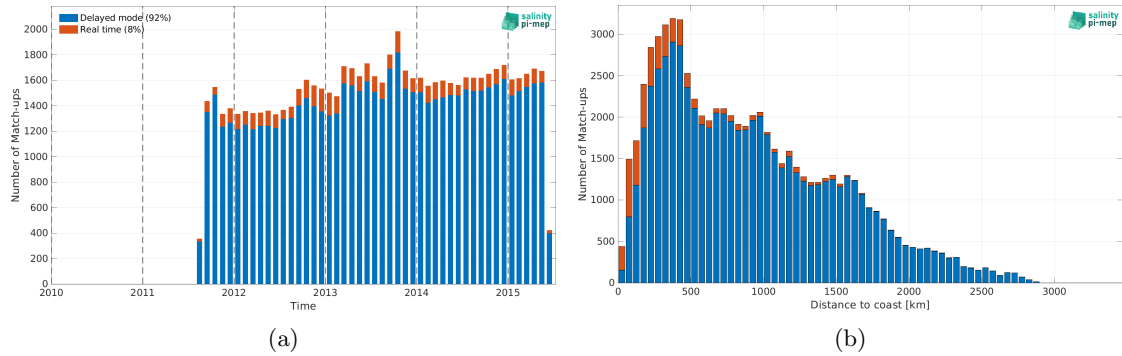 Delayed mode (92%)
Real time (8%)
salinity
pi-mep
Number of Match-ups
2000
1800
1600
1400
1200
1000
800
600
400
200
0
2010
2011
2012
2013
2014
2015
Time
(a)
salinity
pi-mep
Number of Match-ups
3000
2500
2000
1500
1000
500
0
0
500
1000
1500
2000
2500
3000
Distance to coast [km]
(b)